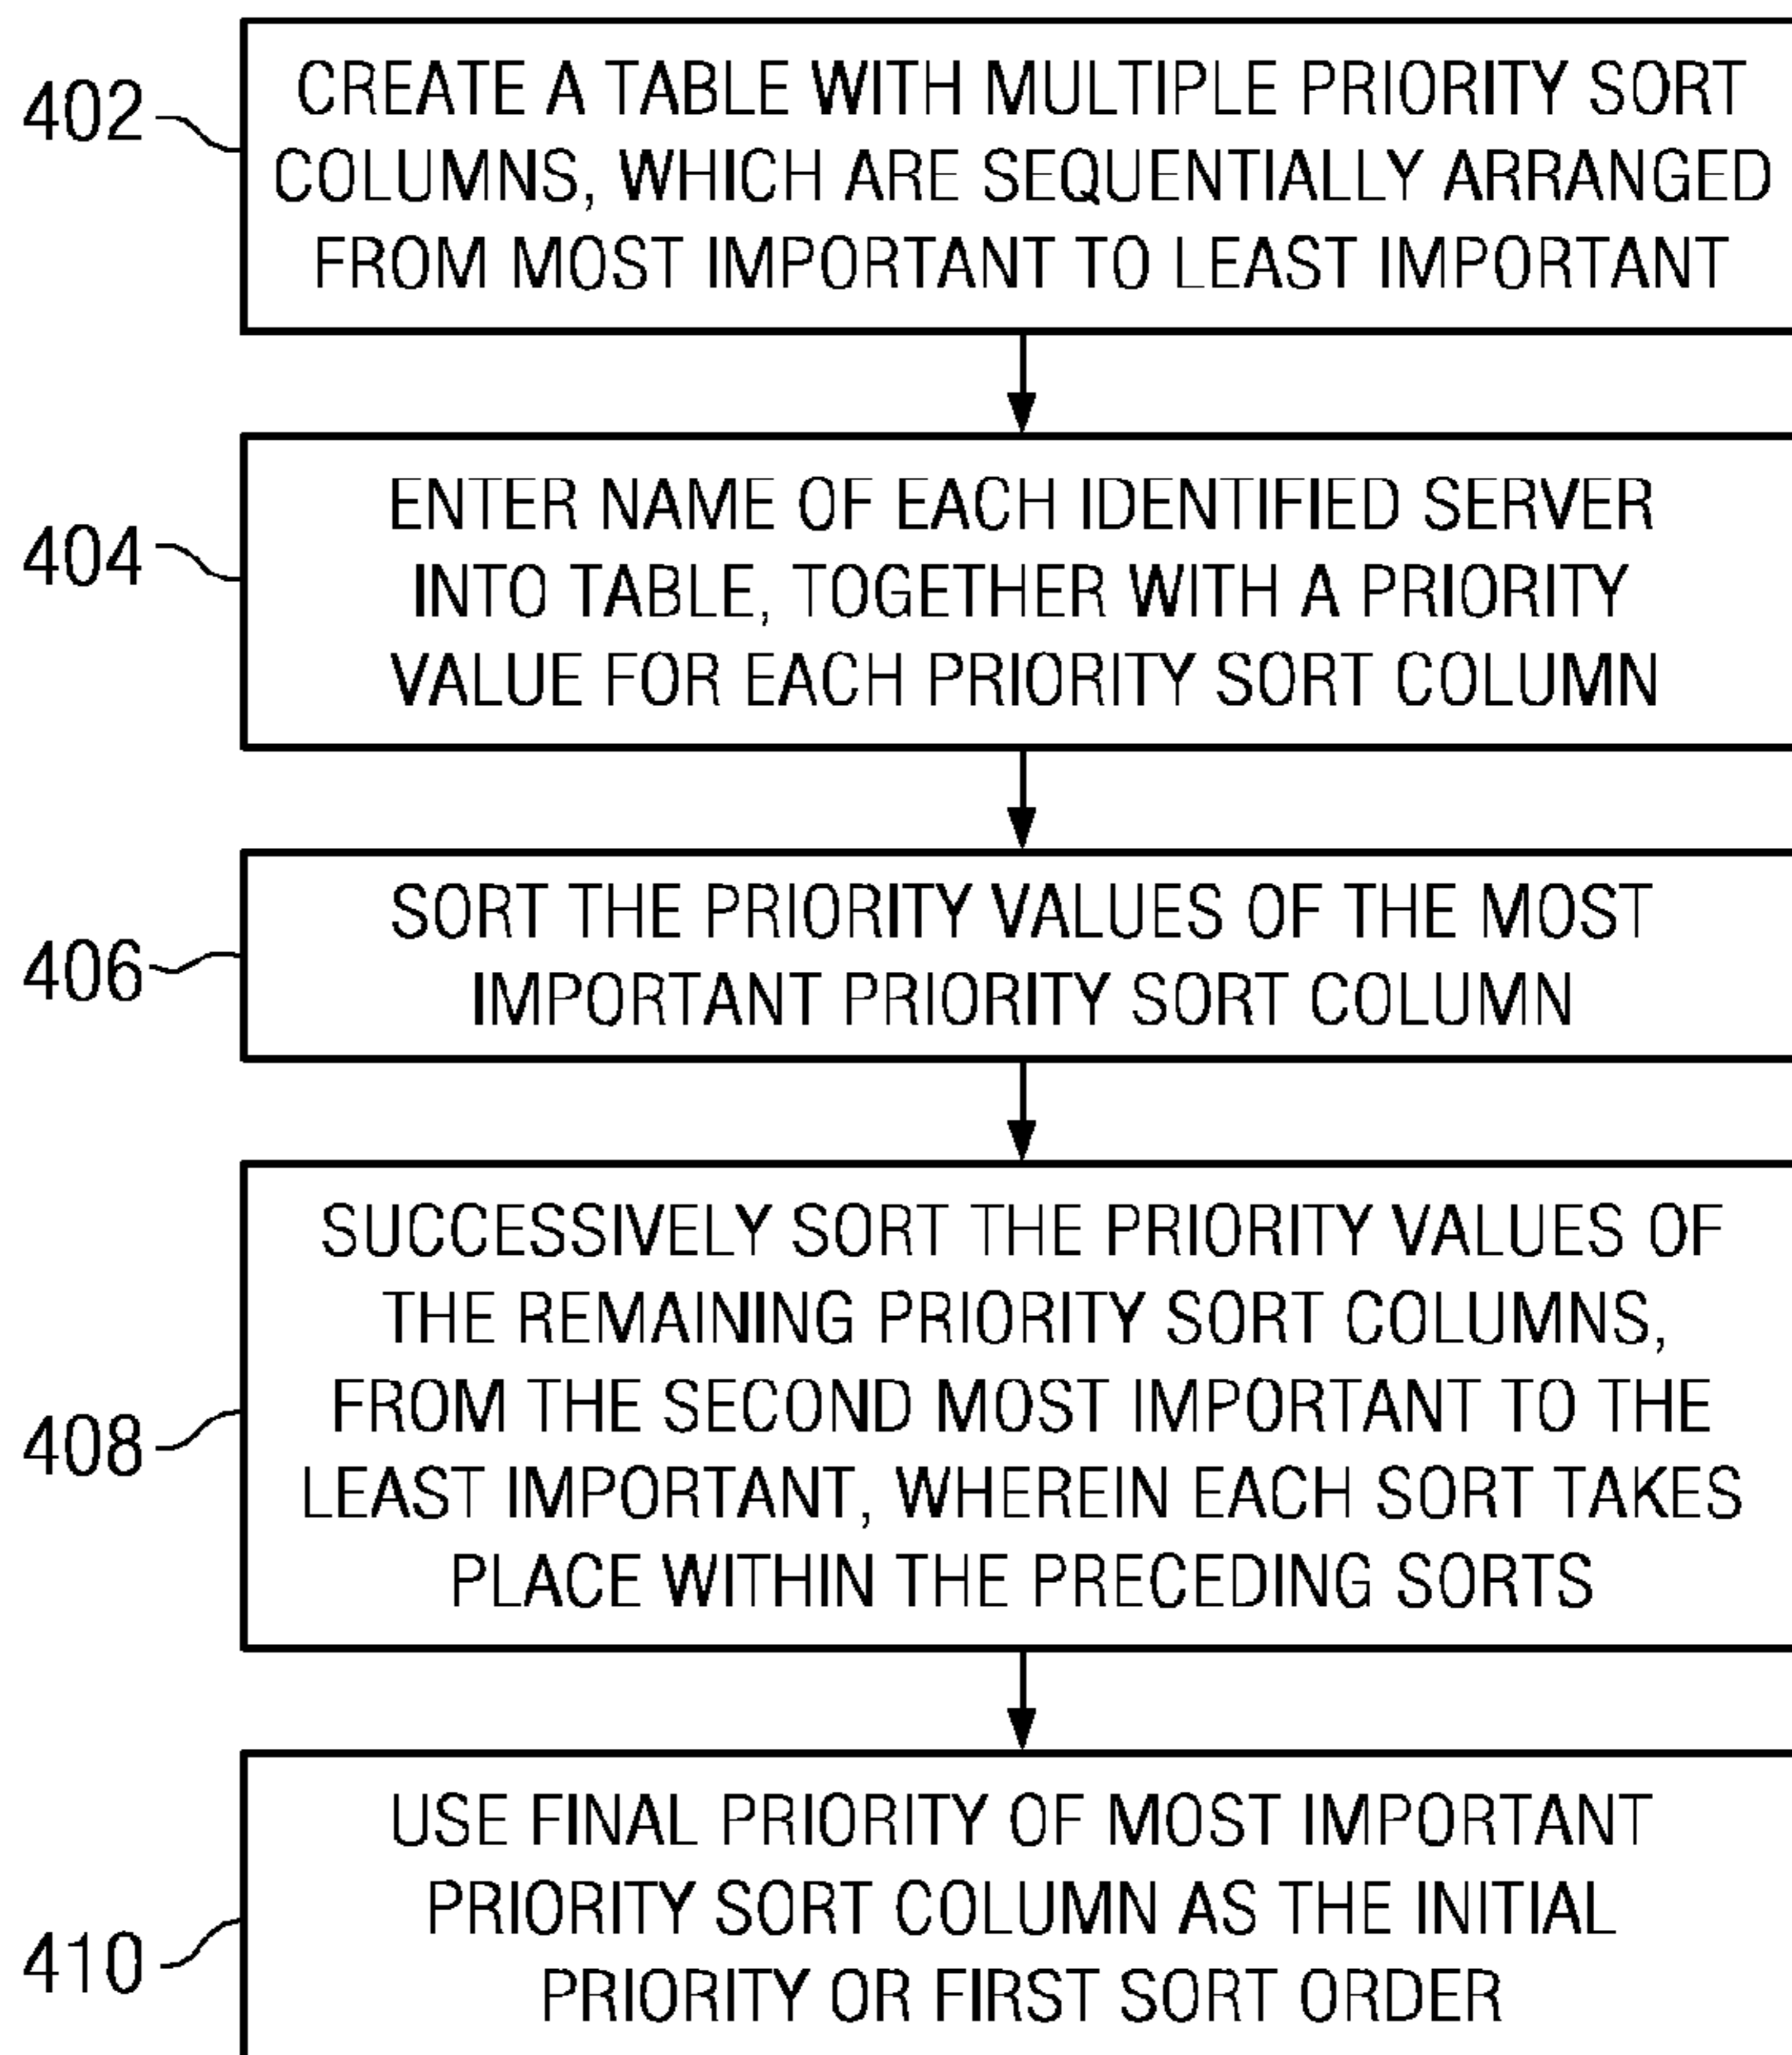 402
CREATE A TABLE WITH MULTIPLE PRIORITY SORT
COLUMNS, WHICH ARE SEQUENTIALLY ARRANGED
FROM MOST IMPORTANT TO LEAST IMPORTANT
404
ENTER NAME OF EACH IDENTIFIED SERVER
INTO TABLE, TOGETHER WITH A PRIORITY
VALUE FOR EACH PRIORITY SORT COLUMN
406
SORT THE PRIORITY VALUES OF THE MOST
IMPORTANT PRIORITY SORT COLUMN
408
SUCCESSIVELY SORT THE PRIORITY VALUES OF
THE REMAINING PRIORITY SORT COLUMNS,
FROM THE SECOND MOST IMPORTANT TO THE
LEAST IMPORTANT, WHEREIN EACH SORT TAKES
PLACE WITHIN THE PRECEDING SORTS
410
USE FINAL PRIORITY OF MOST IMPORTANT
PRIORITY SORT COLUMN AS THE INITIAL
PRIORITY OR FIRST SORT ORDER